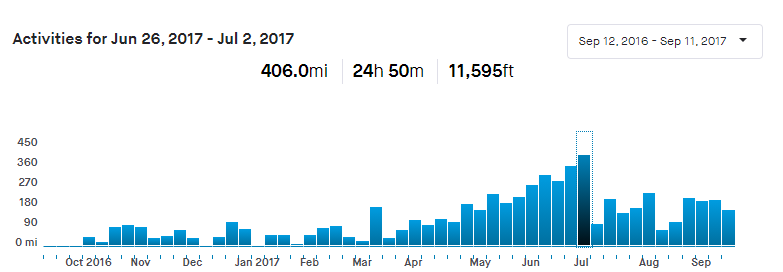 Activities for Jun 26, 2017 - Jul 2, 2017
Sep 12, 2016 - Sep 11, 2017
406.0mi 24h 50m 11,595ft
450
360
270
180
90
0 mi
Oct 2016 Nov Dec Jan 2017 Feb Mar Apr May Jun Jul Aug Sep